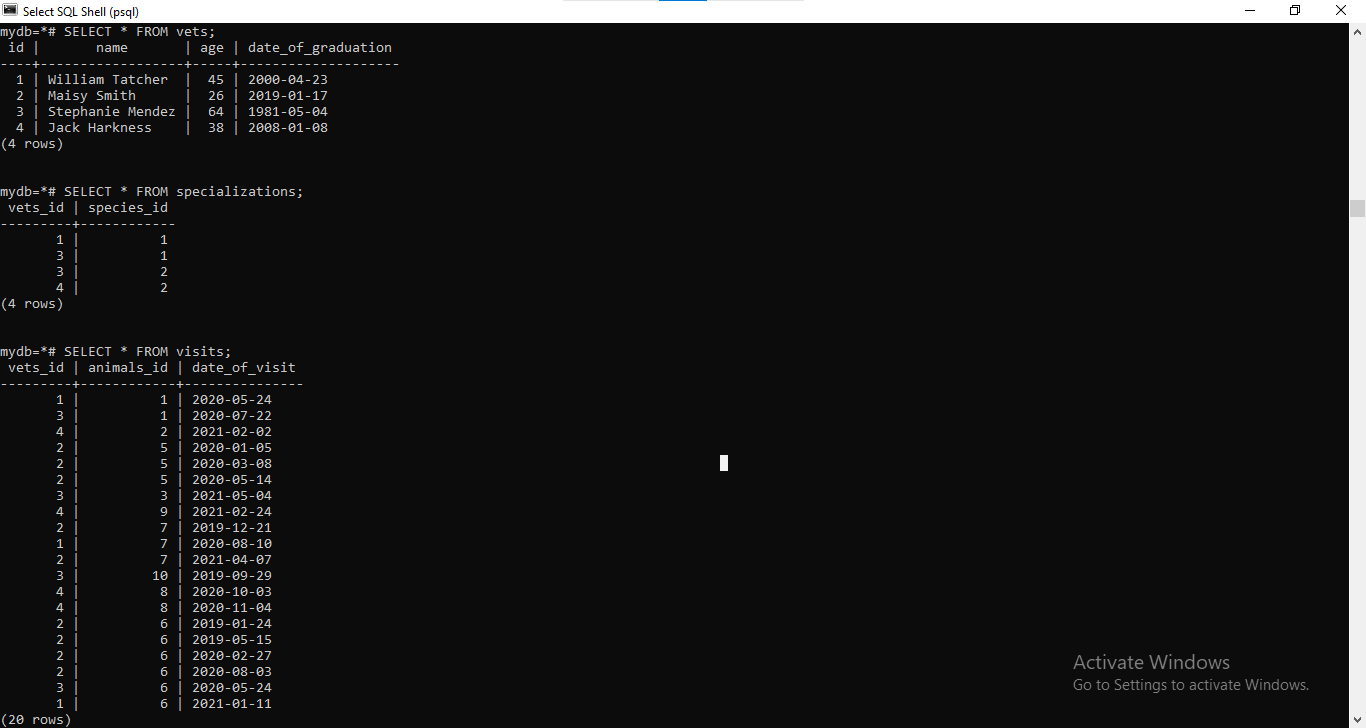 Select SQL Shell (psql)
mydb=*# SELECT * FROM vets;
 id |       name        | age | date_of_graduation
----+-------------------+-----+--------------------
  1 | William Tatcher   |  45 | 2000-04-23
  2 | Maisy Smith       |  26 | 2019-01-17
  3 | Stephanie Mendez  |  64 | 1981-05-04
  4 | Jack Harkness     |  38 | 2008-01-08
(4 rows)
mydb=*# SELECT * FROM specializations;
 vets_id | species_id
---------+------------
       1 |          1
       3 |          1
       3 |          2
       4 |          2
(4 rows)
mydb=*# SELECT * FROM visits;
 vets_id | animals_id | date_of_visit
---------+------------+---------------
       1 |          1 | 2020-05-24
       3 |          1 | 2020-07-22
       4 |          2 | 2021-02-02
       2 |          5 | 2020-01-05
       2 |          5 | 2020-03-08
       2 |          5 | 2020-05-14
       3 |          3 | 2021-05-04
       4 |          9 | 2021-02-24
       2 |          7 | 2019-12-21
       1 |          7 | 2020-08-10
       2 |          7 | 2021-04-07
       3 |         10 | 2019-09-29
       4 |          8 | 2020-10-03
       4 |          8 | 2020-11-04
       2 |          6 | 2019-01-24
       2 |          6 | 2019-05-15
       2 |          6 | 2020-02-27
       2 |          6 | 2020-08-03
       3 |          6 | 2020-05-24
       1 |          6 | 2021-01-11
(20 rows)
Activate Windows
Go to Settings to activate Windows.